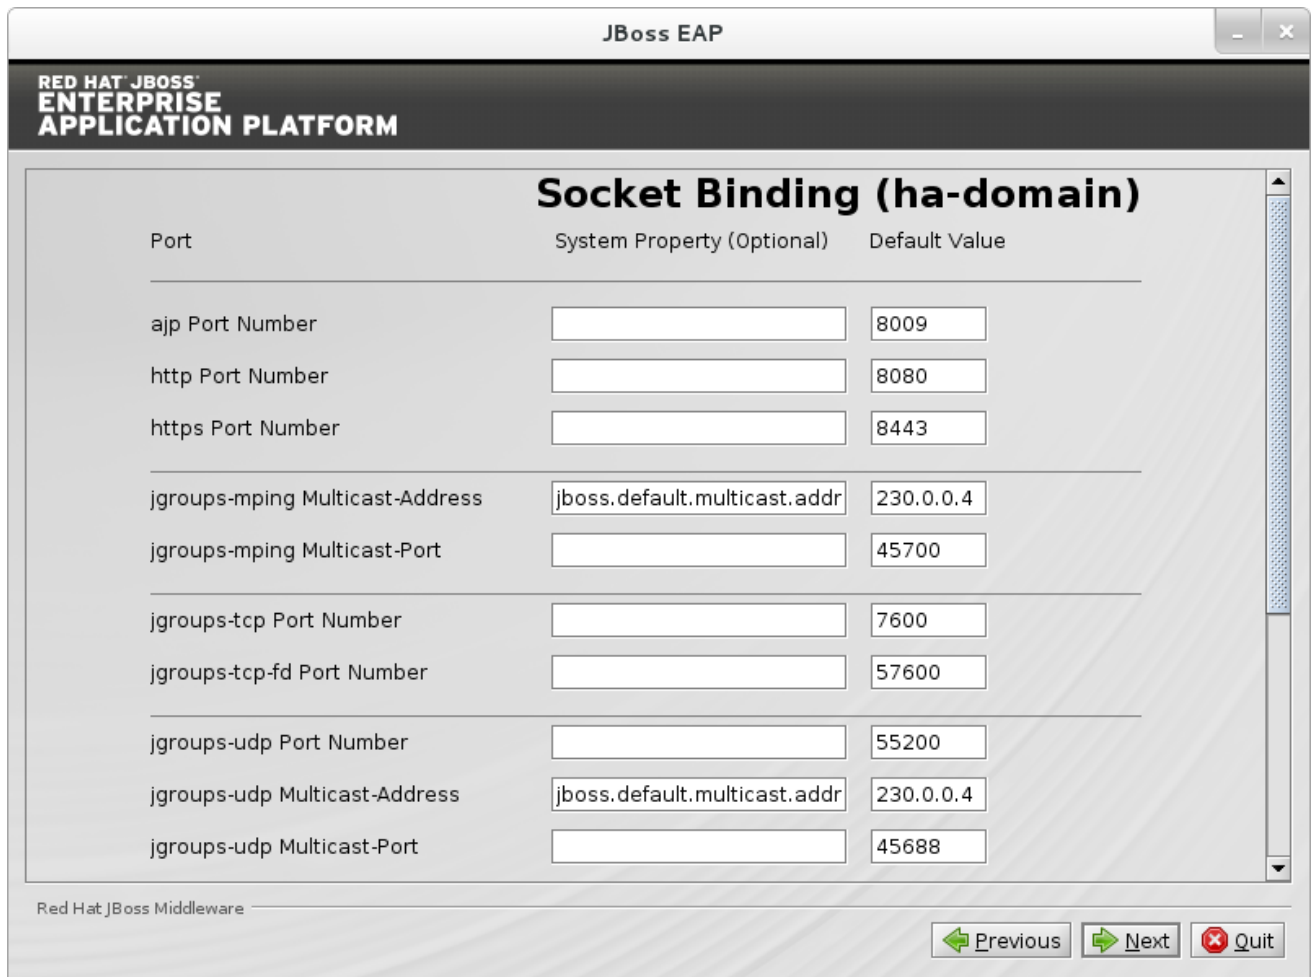 JBoss EAP
RED HAT® JBOSS®
ENTERPRISE
APPLICATION PLATFORM
Socket Binding (ha-domain)
Port System Property (Optional) Default Value
ajp Port Number 8009
http Port Number 8080
https Port Number 8443
jgroups-mping Multicast-Address jboss.default.multicast.addr 230.0.0.4
jgroups-mping Multicast-Port 45700
jgroups-tcp Port Number 7600
jgroups-tcp-fd Port Number 57600
jgroups-udp Port Number 55200
jgroups-udp Multicast-Address jboss.default.multicast.addr 230.0.0.4
jgroups-udp Multicast-Port 45688
Red Hat JBoss Middleware
Previous Next Quit